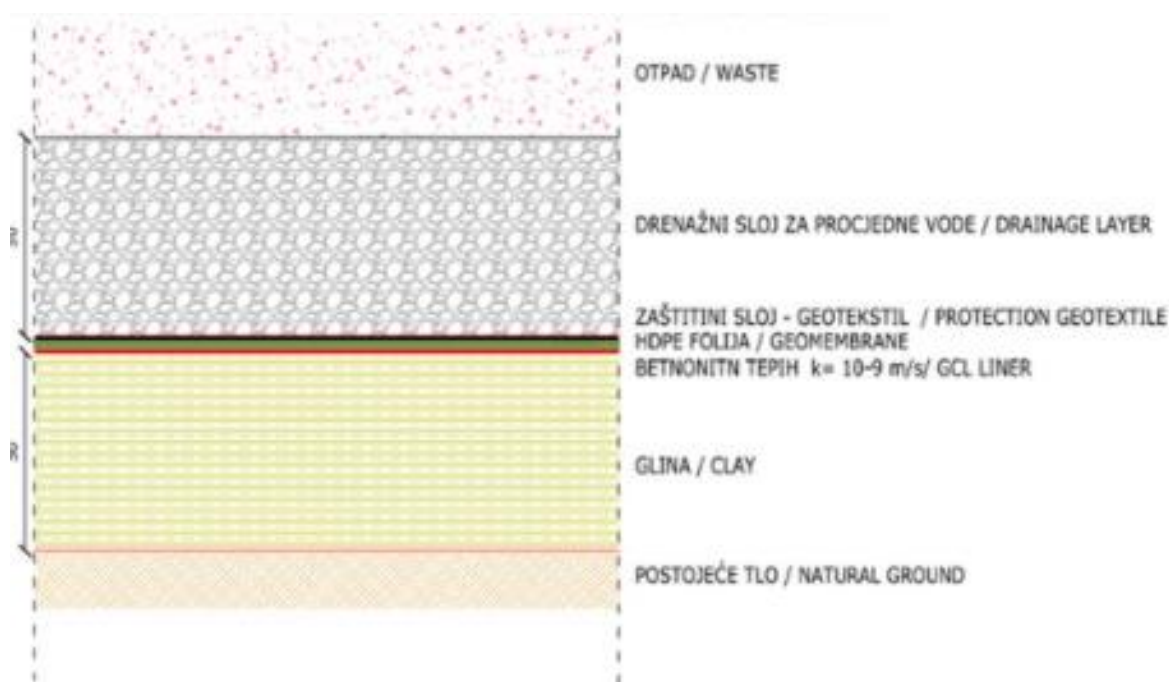 OTPAD / WASTE
DRENAŽNI SLOJ ZA PROCJEDNE VODE / DRAINAGE LAYER
ZAŠTITINI SLOJ - GEOTEKSTIL / PROTECTION GEOTEXTILE
HDPE FOLIJA / GEOMEMBRANE
BETNONITN TEPIH k= 10-9 m/s/ GCL LINER
GLINA / CLAY
POSTOJEĆE TLO / NATURAL GROUND